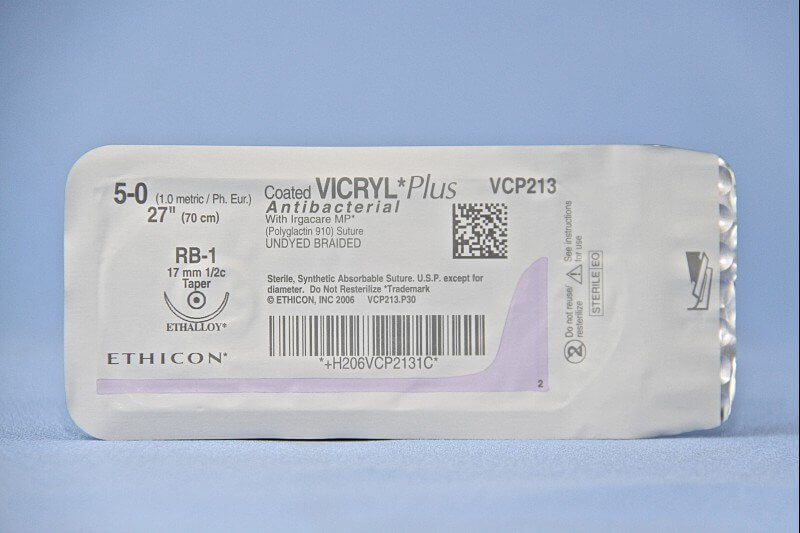 5-0 (1.0 metric / Ph. Eur.)
27" (70 cm)
RB-1
17 mm 1/2c
Taper
ETHALLOY*
ETHICON*
Coated VICRYL* Plus VCP213
Antibacterial
With Irgacare MP*
(Polyglactin 910) Suture
UNDYED BRAIDED
Sterile, Synthetic Absorbable Suture. U.S.P. except for
diameter. Do Not Resterilize *Trademark
© ETHICON, INC 2006 VCP213.P30
*+H206VCP2131C*
2
2
Do not reuse/
resterilize
See instructions
for use
STERILE EO